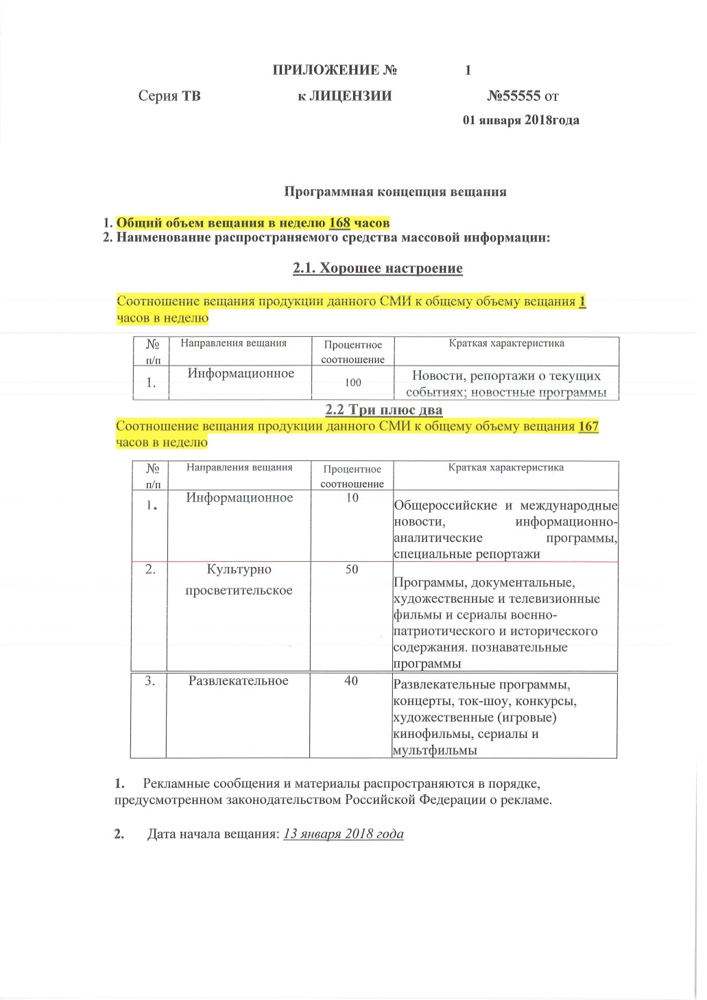 ПРИЛОЖЕНИЕ № 1
Серия ТВ к ЛИЦЕНЗИИ №55555 от
01 января 2018года
Программная концепция вещания
1. Общий объем вещания в неделю 168 часов
2. Наименование распространяемого средства массовой информации:
2.1. Хорошее настроение
Соотношение вещания продукции данного СМИ к общему объему вещания 1
часов в неделю
№ п/п Направления вещания Процентное соотношение Краткая характеристика
1. Информационное 100 Новости, репортажи о текущих
событиях; новостные программы
2.2 Три плюс два
Соотношение вещания продукции данного СМИ к общему объему вещания 167
часов в неделю
№ п/п Направления вещания Процентное соотношение Краткая характеристика
1. Информационное 10 Общероссийские и международные
новости, информационно-
аналитические программы,
специальные репортажи
2. Культурно просветительское 50 Программы, документальные,
художественные и телевизионные
фильмы и сериалы военно-
патриотического и исторического
содержания. познавательные
программы
3. Развлекательное 40 Развлекательные программы,
концерты, ток-шоу, конкурсы,
художественные (игровые)
кинофильмы, сериалы и
мультфильмы
1. Рекламные сообщения и материалы распространяются в порядке,
предусмотренном законодательством Российской Федерации о рекламе.
2. Дата начала вещания: 13 января 2018 года